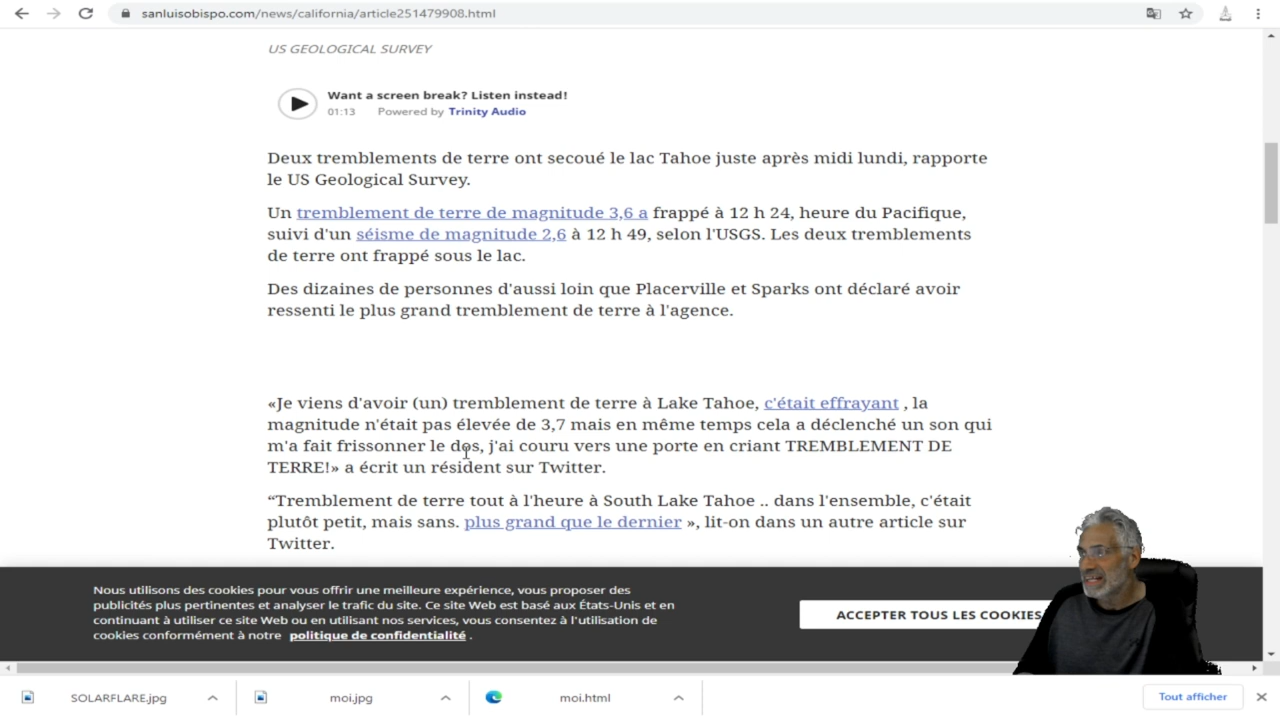 sanluisobispo.com/news/california/article251479908.html
US GEOLOGICAL SURVEY
Want a screen break? Listen instead!
01:13 Powered by Trinity Audio
Deux tremblements de terre ont secoué le lac Tahoe juste après midi lundi, rapporte
le US Geological Survey.
Un tremblement de terre de magnitude 3,6 a frappé à 12 h 24, heure du Pacifique,
suivi d'un séisme de magnitude 2,6 à 12 h 49, selon l'USGS. Les deux tremblements
de terre ont frappé sous le lac.
Des dizaines de personnes d'aussi loin que Placerville et Sparks ont déclaré avoir
ressenti le plus grand tremblement de terre à l'agence.
«Je viens d'avoir (un) tremblement de terre à Lake Tahoe, c'était effrayant , la
magnitude n'était pas élevée de 3,7 mais en même temps cela a déclenché un son qui
m'a fait frissonner le dos, j'ai couru vers une porte en criant TREMBLEMENT DE
TERRE!» a écrit un résident sur Twitter.
“Tremblement de terre tout à l'heure à South Lake Tahoe .. dans l'ensemble, c'était
plutôt petit, mais sans. plus grand que le dernier », lit-on dans un autre article sur
Twitter.
Nous utilisons des cookies pour vous offrir une meilleure expérience, vous proposer des
publicités plus pertinentes et analyser le trafic du site. Ce site Web est basé aux États-Unis et en
continuant à utiliser ce site Web ou en utilisant nos services, vous consentez à l'utilisation de
cookies conformément à notre politique de confidentialité .
ACCEPTER TOUS LES COOKIES
SOLARFLARE.jpg
moi.jpg
moi.html
Tout afficher